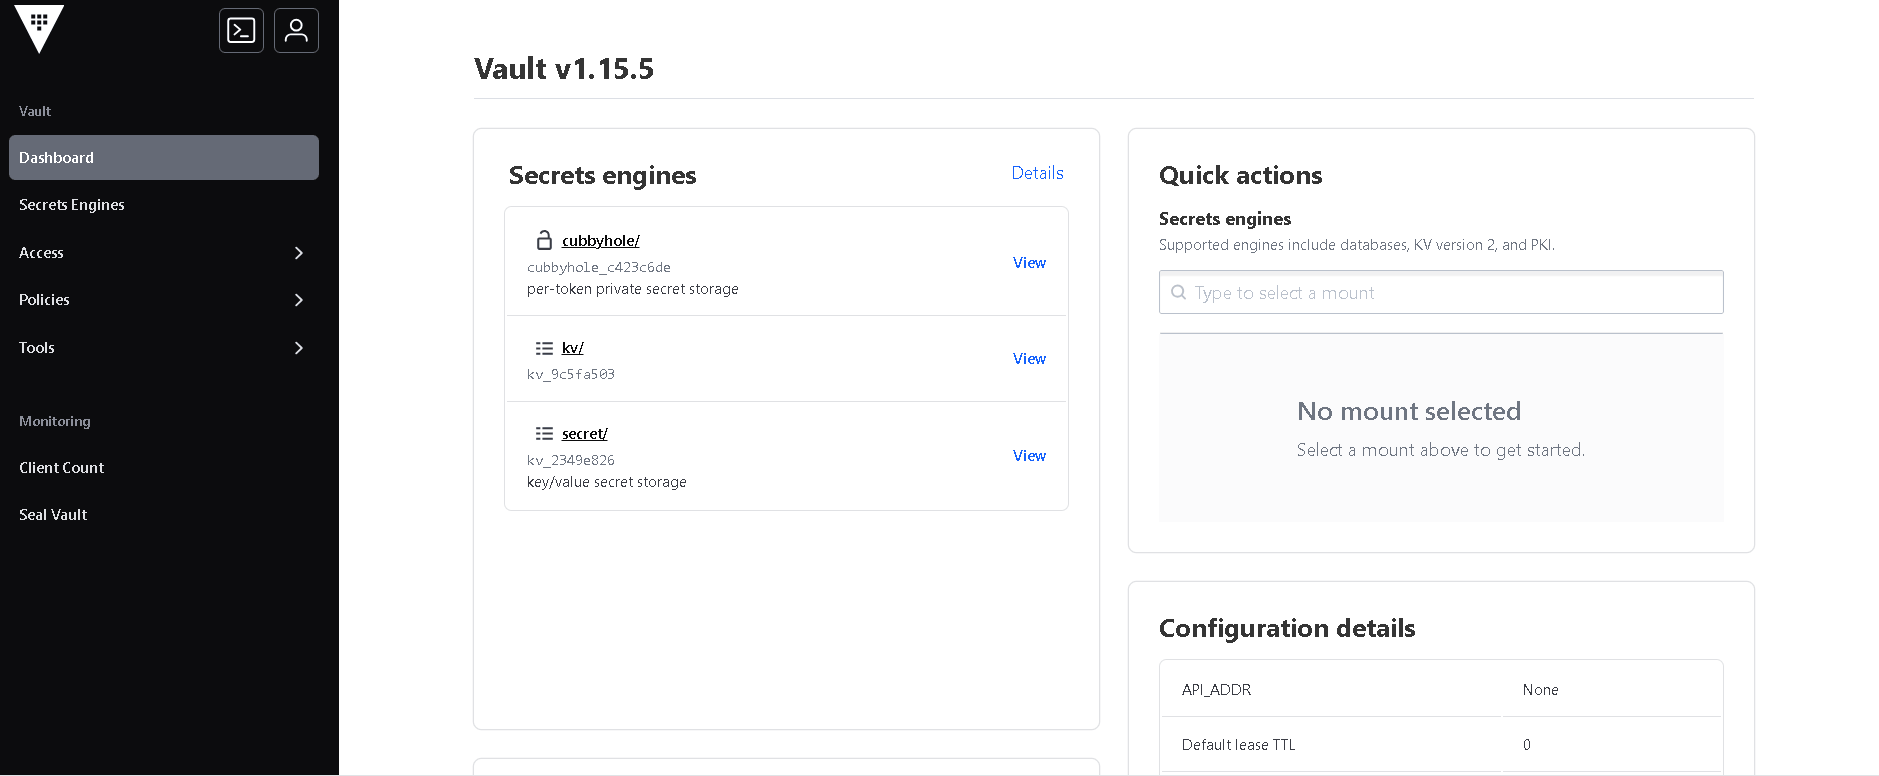 Vault
Dashboard
Secrets Engines
Access
Policies
Tools
Monitoring
Client Count
Seal Vault
Vault v1.15.5
Secrets engines
Details
cubbyhole/
cubbyhole_c423c6de
per-token private secret storage
View
kv/
kv_9c5fa503
View
secret/
kv_2349e826
key/value secret storage
View
Quick actions
Secrets engines
Supported engines include databases, KV version 2, and PKI.
Type to select a mount
No mount selected
Select a mount above to get started.
Configuration details
API_ADDR None
Default lease TTL 0